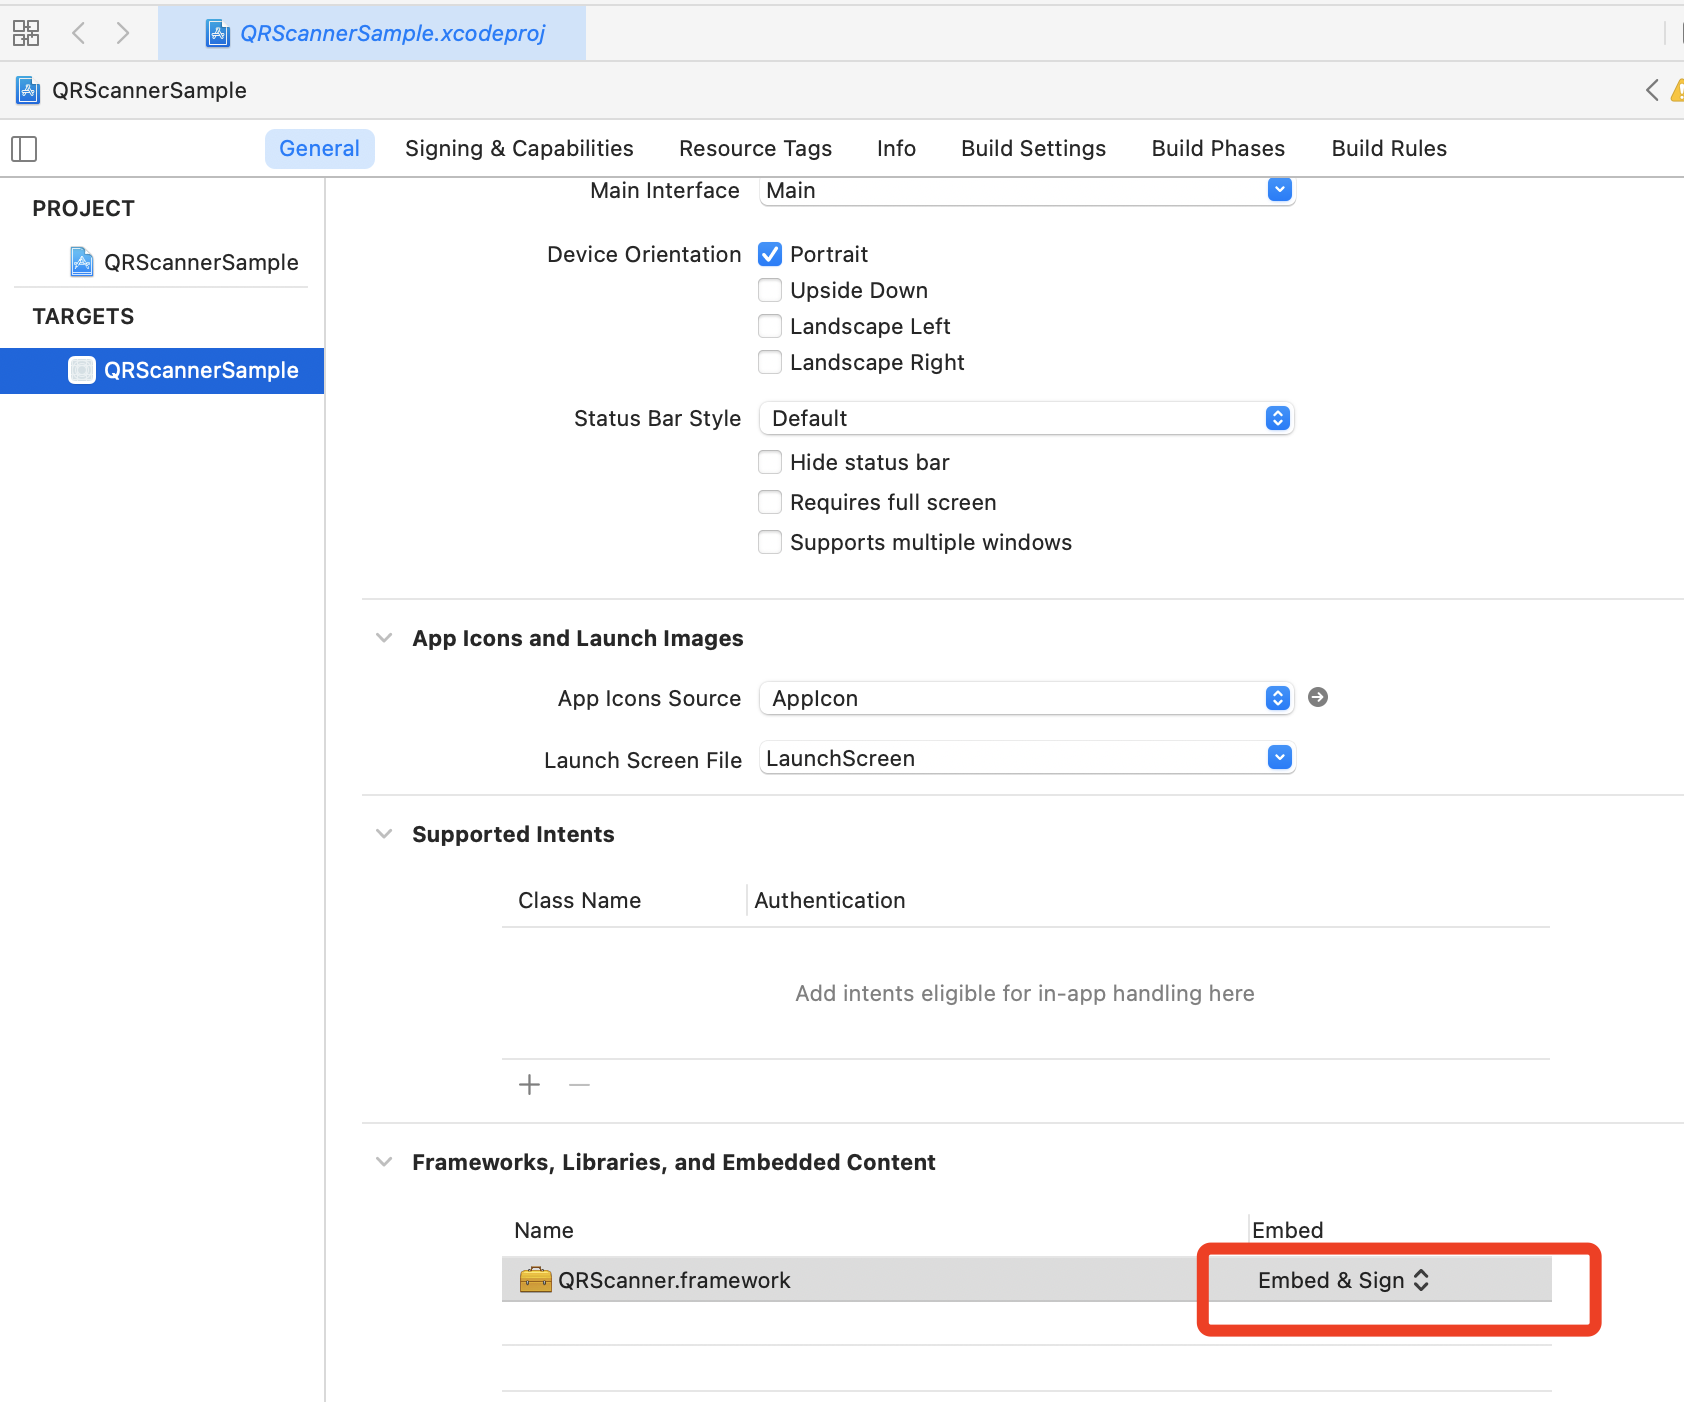 QRScannerSample.xcodeproj
QRScannerSample
General Signing & Capabilities Resource Tags Info Build Settings Build Phases Build Rules
PROJECT
QRScannerSample
TARGETS
QRScannerSample
Main Interface Main
Device Orientation Portrait
Upside Down
Landscape Left
Landscape Right
Status Bar Style Default
Hide status bar
Requires full screen
Supports multiple windows
App Icons and Launch Images
App Icons Source AppIcon
Launch Screen File LaunchScreen
Supported Intents
Class Name Authentication
Add intents eligible for in-app handling here
Frameworks, Libraries, and Embedded Content
Name Embed
QRScanner.framework Embed & Sign